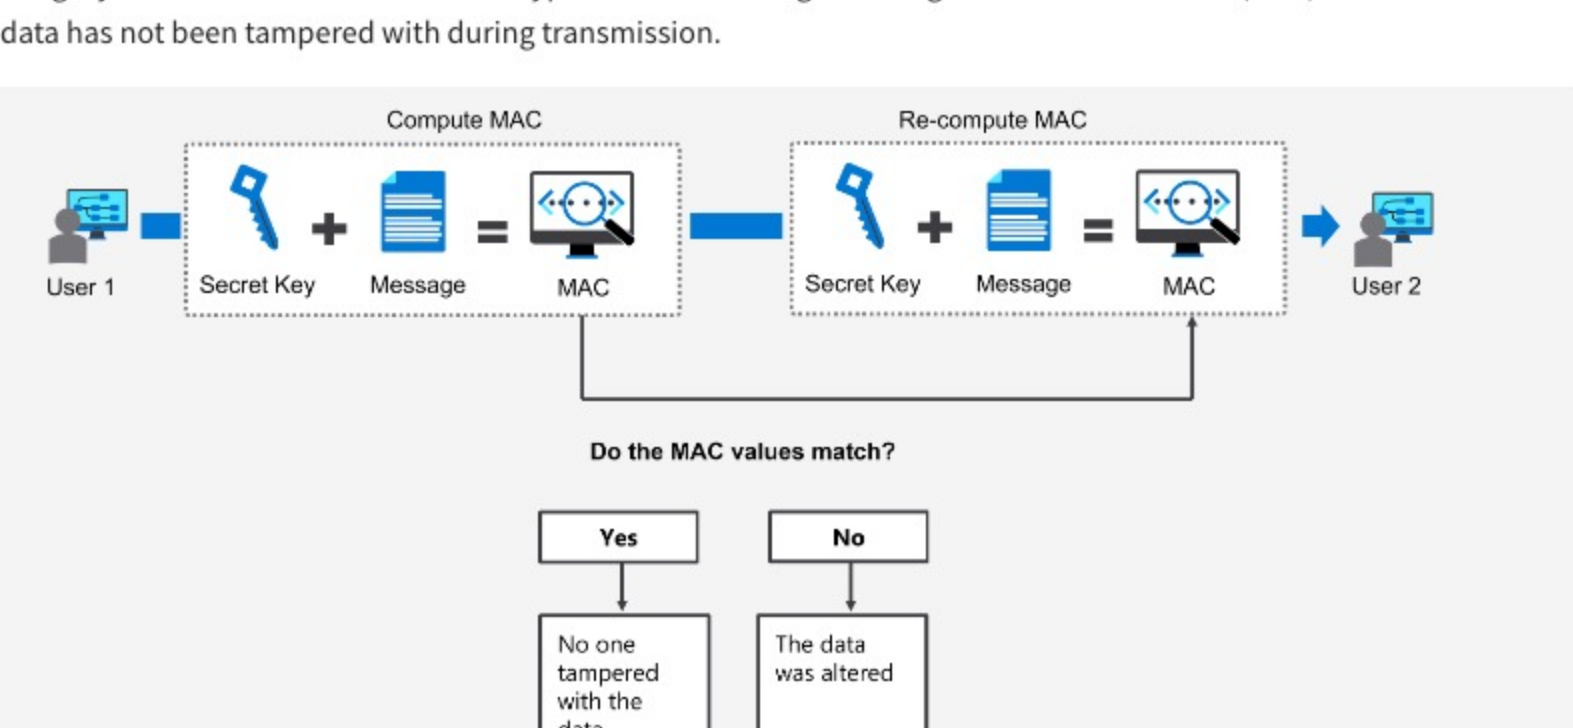 data has not been tampered with during transmission.
Compute MAC
Re-compute MAC
Secret Key
Message
MAC
Secret Key
Message
MAC
User 1
User 2
Do the MAC values match?
Yes
No
No one
tampered
with the
The data
was altered